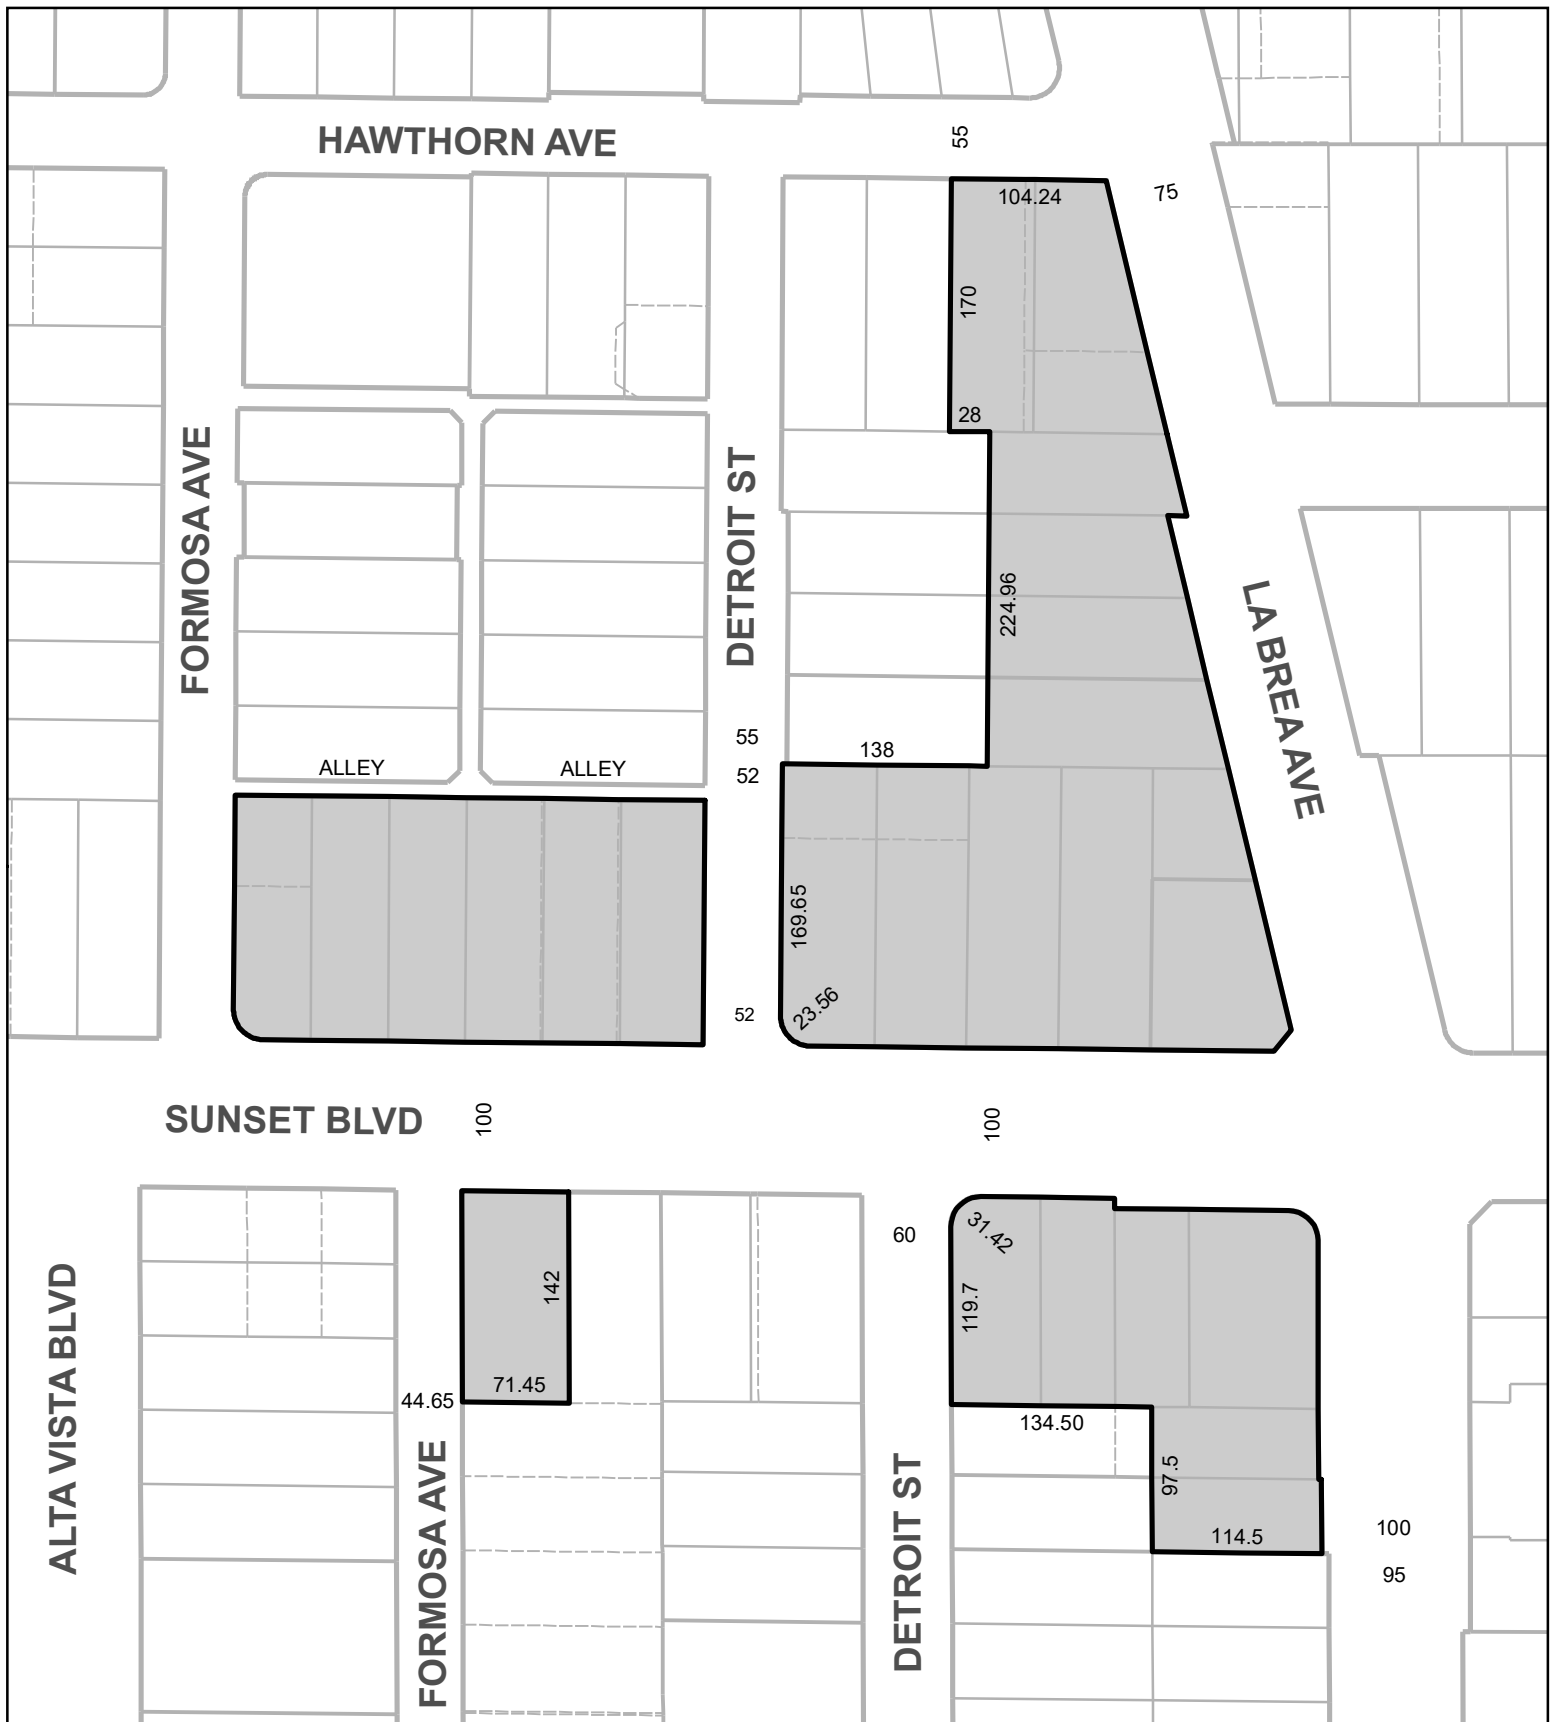 HAWTHORN AVE
55
104.24
75
170
28
FORMOSA AVE
DETROIT ST
224.96
LA BREA AVE
55
138
ALLEY
ALLEY
52
169.65
23.56
52
SUNSET BLVD
100
100
60
31.42
142
119.7
ALTA VISTA BLVD
71.45
44.65
134.50
FORMOSA AVE
DETROIT ST
97.5
114.5
100
95